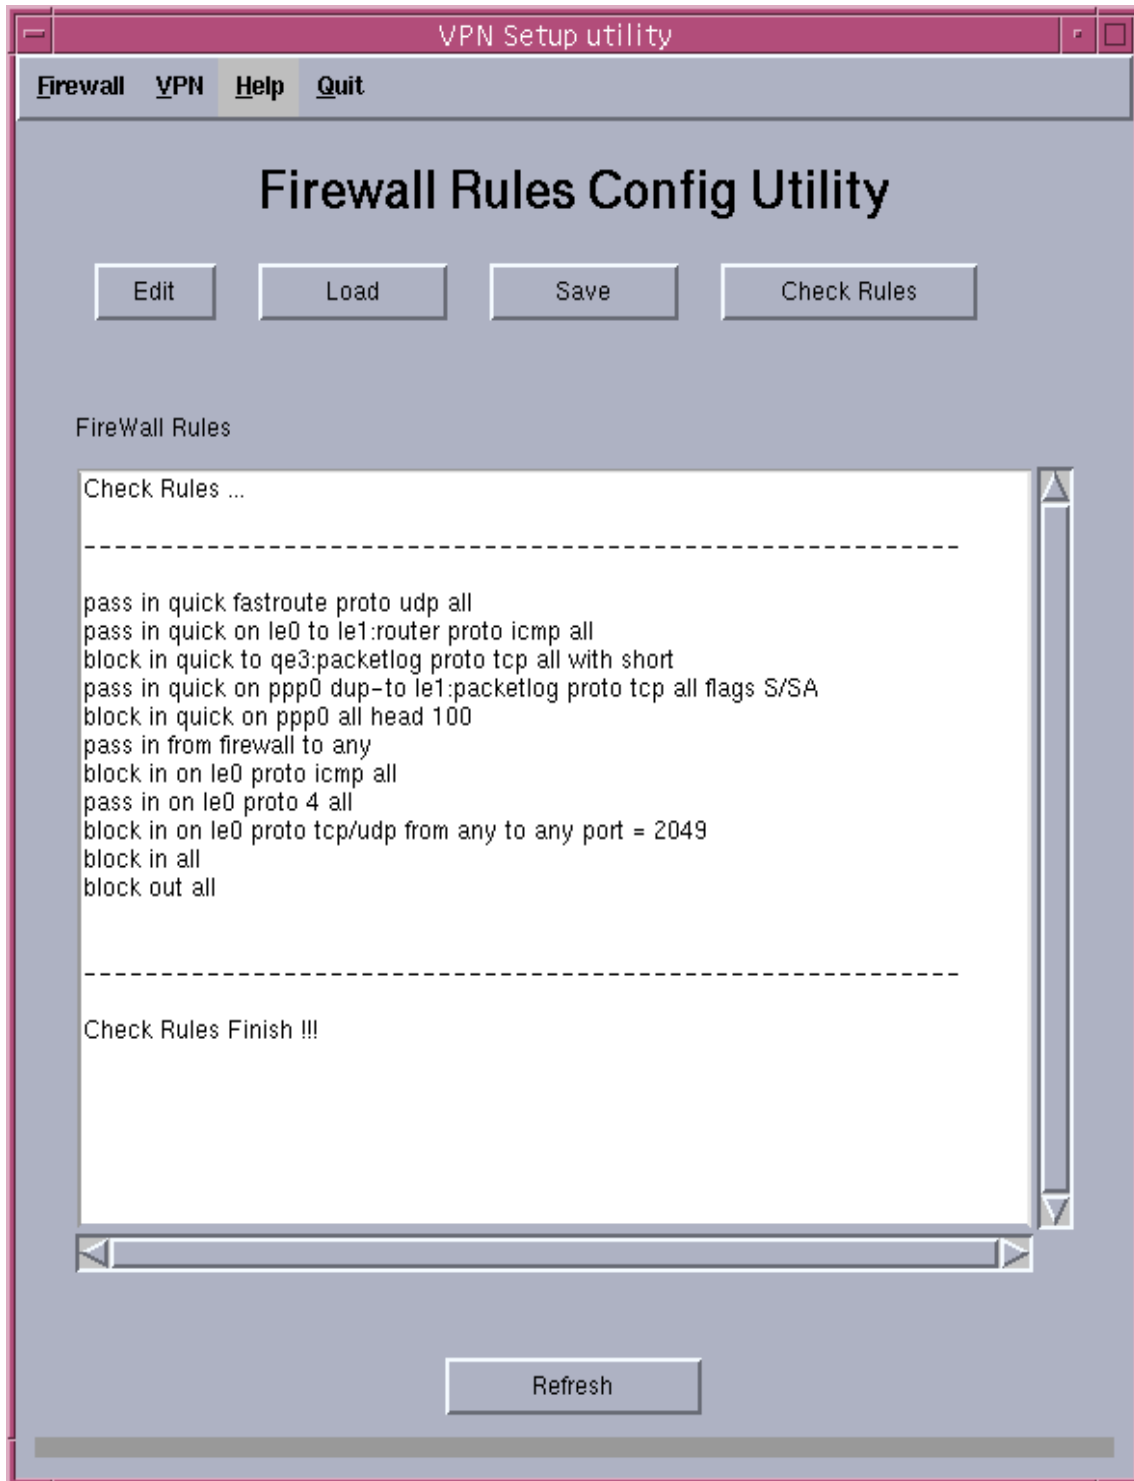 VPN Setup utility
Firewall VPN Help Quit
Firewall Rules Config Utility
Edit Load Save Check Rules
FireWall Rules
Check Rules ...
---------------------------------------------------------
pass in quick fastroute proto udp all
pass in quick on le0 to le1:router proto icmp all
block in quick to qe3:packetlog proto tcp all with short
pass in quick on ppp0 dup-to le1:packetlog proto tcp all flags S/SA
block in quick on ppp0 all head 100
pass in from firewall to any
block in on le0 proto icmp all
pass in on le0 proto 4 all
block in on le0 proto tcp/udp from any to any port = 2049
block in all
block out all
---------------------------------------------------------
Check Rules Finish !!!
Refresh